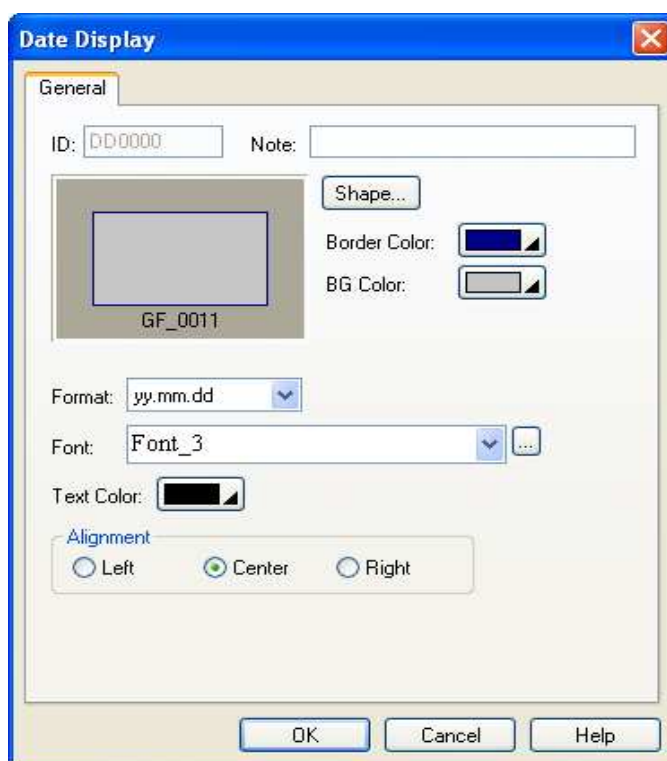 Date Display
General
ID: DD0000 Note:
Shape...
Border Color:
BG Color:
GF_0011
Format: yy.mm.dd
Font: Font_3 ...
Text Color:
Alignment
Left Center Right
OK Cancel Help